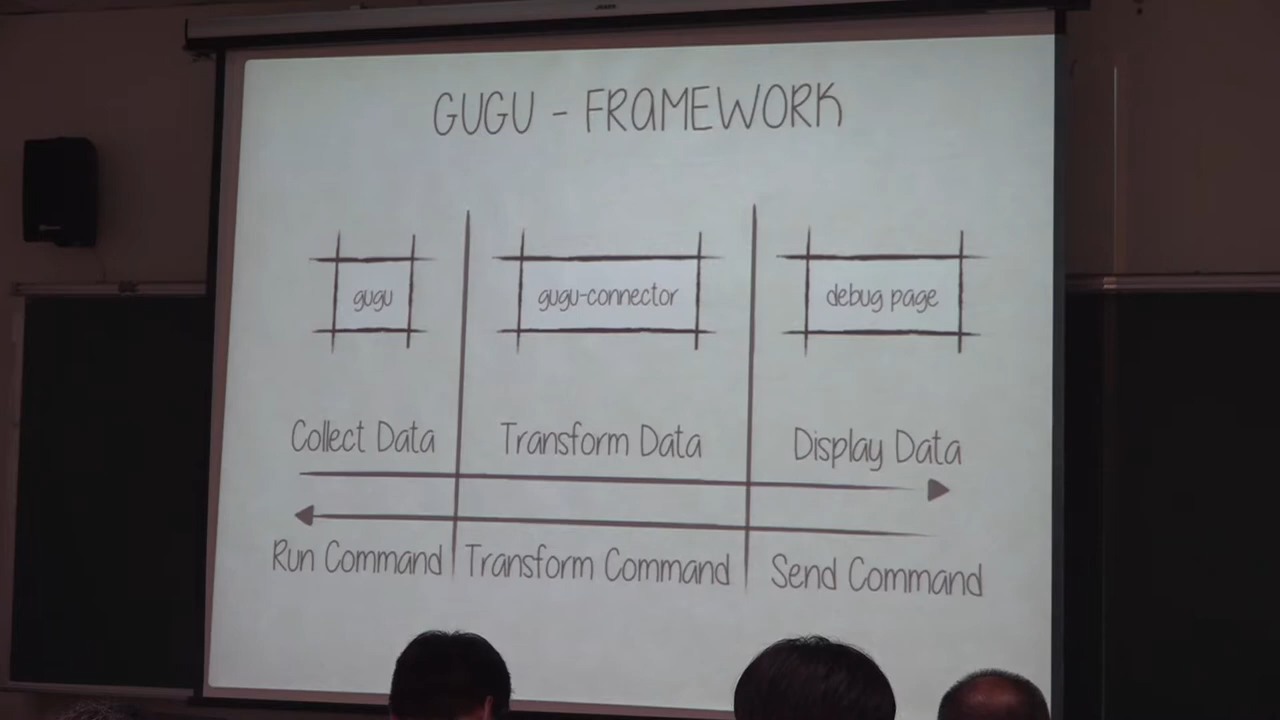 GUGU - FRAMEWORK
gugu
gugu-connector
debug page
Collect Data
Transform Data
Display Data
Run Command
Transform Command
Send Command